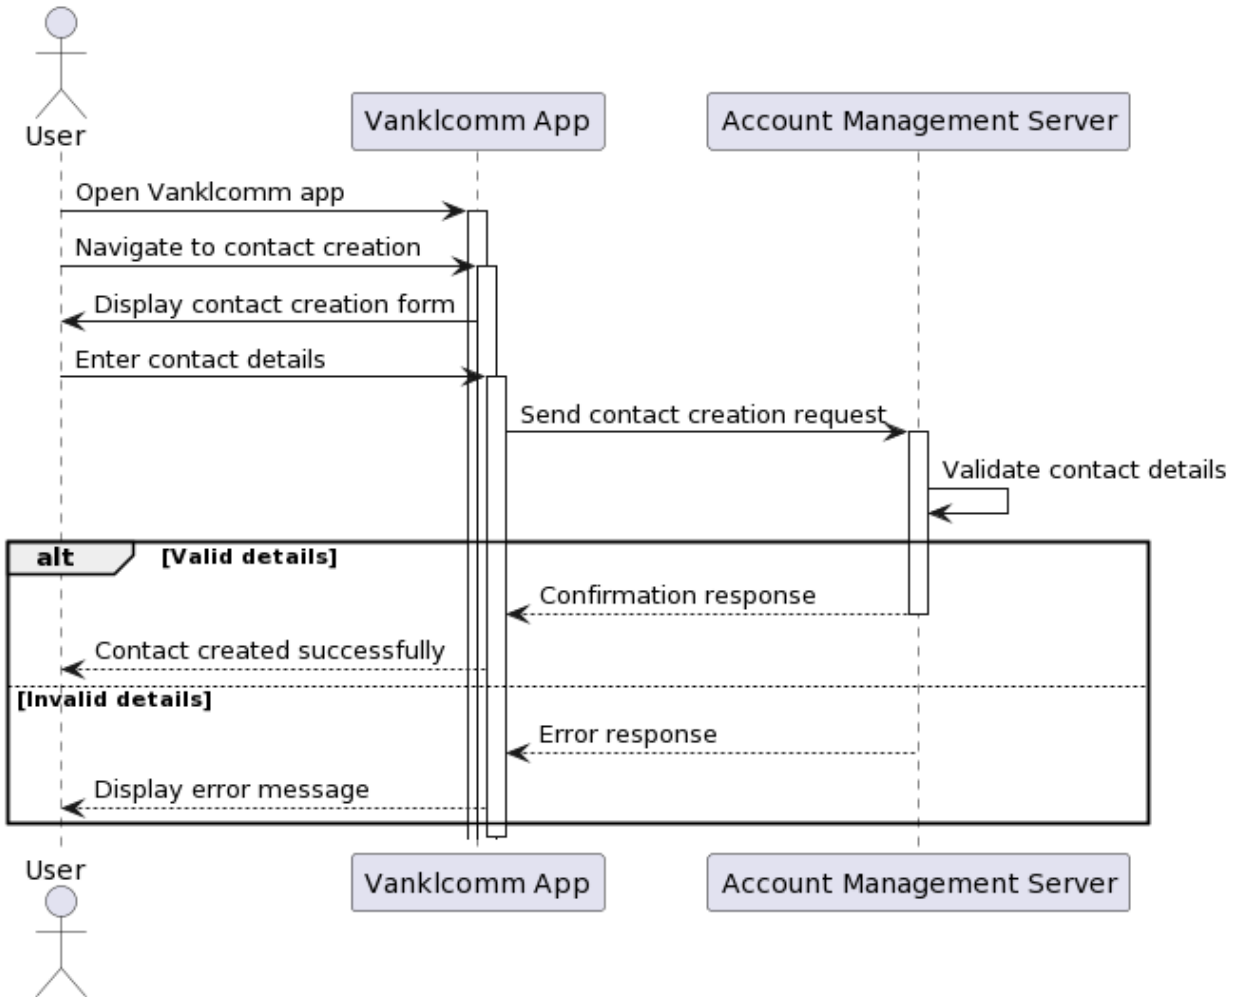 User
Vanklcomm App
Account Management Server
Open Vanklcomm app
Navigate to contact creation
Display contact creation form
Enter contact details
Send contact creation request
Validate contact details
alt
[Valid details]
Confirmation response
Contact created successfully
[Invalid details]
Error response
Display error message
User
Vanklcomm App
Account Management Server